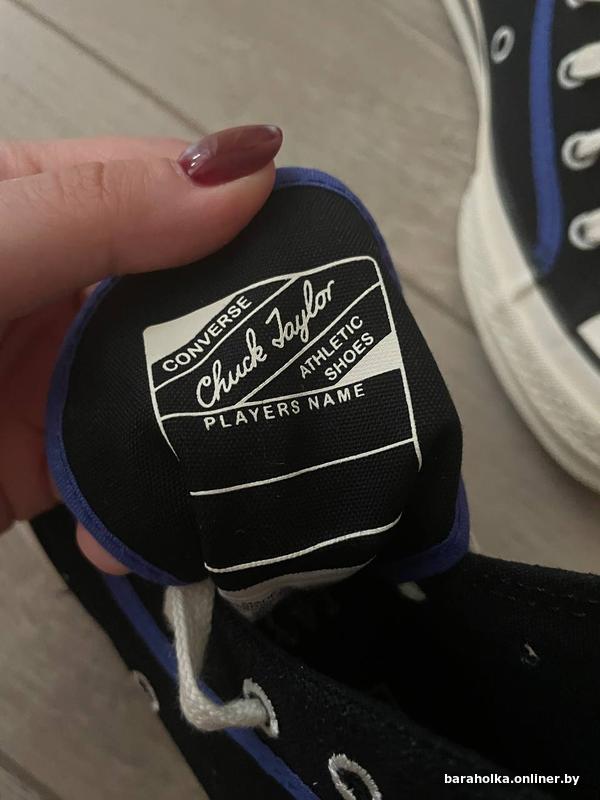 CONVERSE
Chuck Taylor
ATHLETIC
SHOES
PLAYERS NAME
baraholka.onliner.by